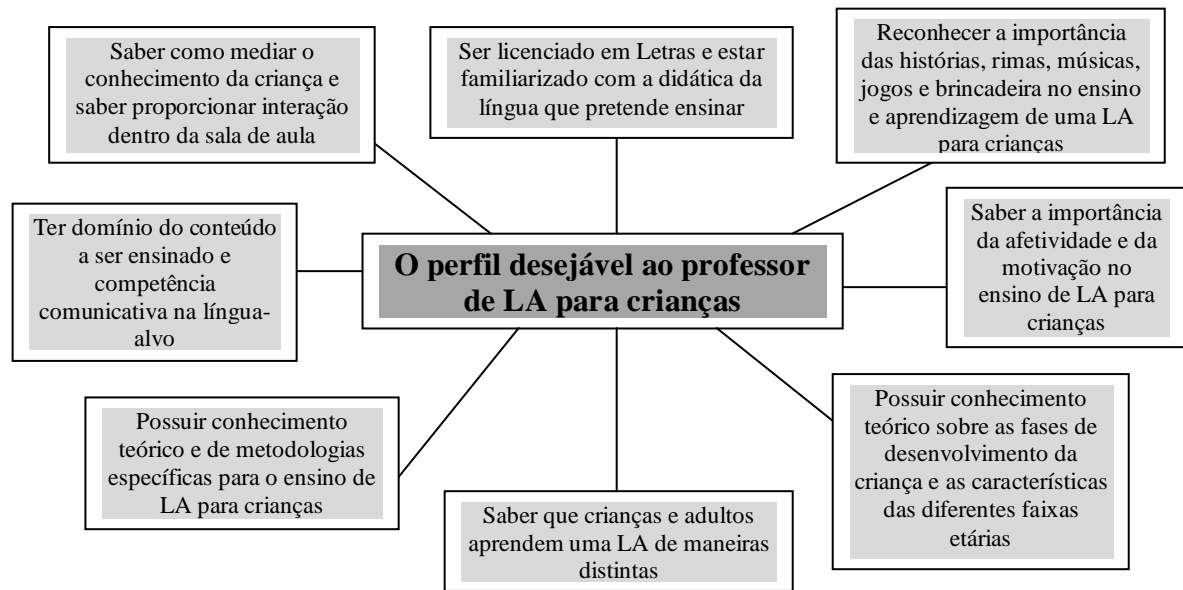 Saber como mediar o
conhecimento da criança e
saber proporcionar interação
dentro da sala de aula
Ser licenciado em Letras e estar
familiarizado com a didática da
língua que pretende ensinar
Reconhecer a importância
das histórias, rimas, músicas,
jogos e brincadeira no ensino
e aprendizagem de uma LA
para crianças
Ter domínio do conteúdo
a ser ensinado e
competência
comunicativa na língua-
alvo
O perfil desejável ao professor
de LA para crianças
Saber a importância
da afetividade e da
motivação no
ensino de LA para
crianças
Possuir conhecimento
teórico e de metodologias
específicas para o ensino de
LA para crianças
Saber que crianças e adultos
aprendem uma LA de maneiras
distintas
Possuir conhecimento
teórico sobre as fases de
desenvolvimento da
criança e as características
das diferentes faixas
etárias